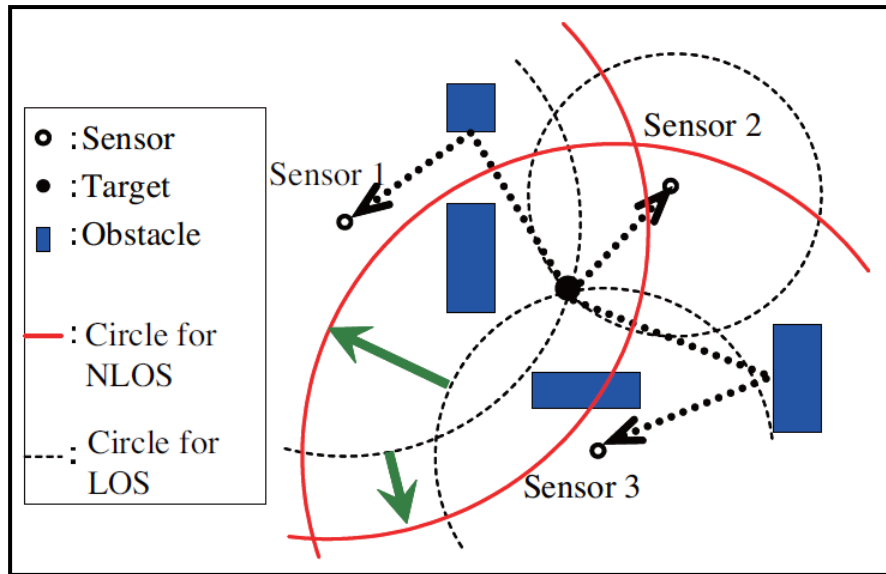 : Sensor
: Target
: Obstacle
: Circle for
NLOS
: Circle for
LOS
Sensor 1
Sensor 2
Sensor 3